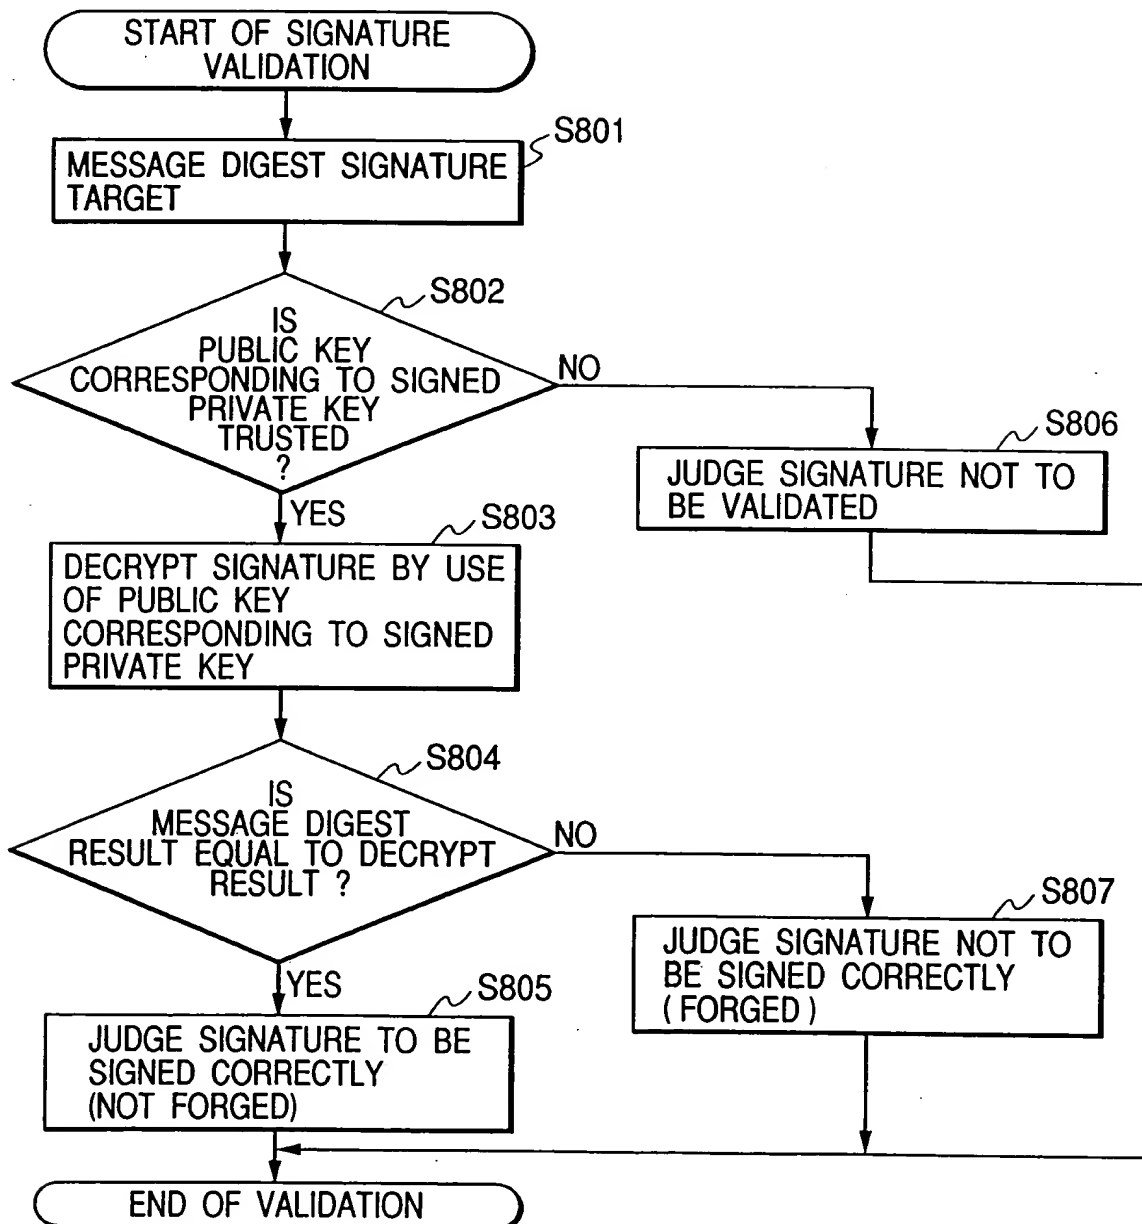 START OF SIGNATURE
VALIDATION
S801
MESSAGE DIGEST SIGNATURE
TARGET
S802
IS
PUBLIC KEY
CORRESPONDING TO SIGNED
PRIVATE KEY
TRUSTED
?
NO
S806
JUDGE SIGNATURE NOT TO
BE VALIDATED
YES
S803
DECRYPT SIGNATURE BY USE
OF PUBLIC KEY
CORRESPONDING TO SIGNED
PRIVATE KEY
S804
IS
MESSAGE DIGEST
RESULT EQUAL TO DECRYPT
RESULT ?
NO
S807
JUDGE SIGNATURE NOT TO
BE SIGNED CORRECTLY
(FORGED)
YES
S805
JUDGE SIGNATURE TO BE
SIGNED CORRECTLY
(NOT FORGED)
END OF VALIDATION